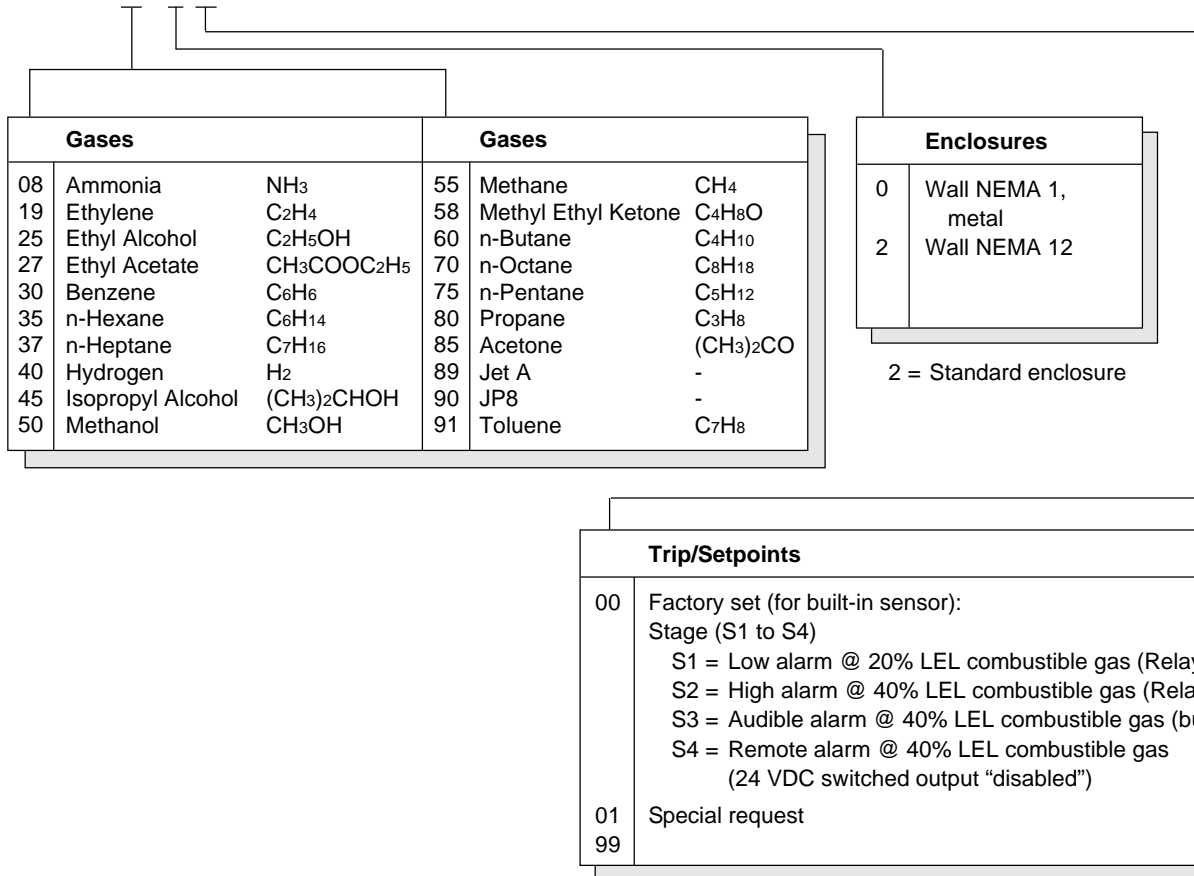 Gases
08 Ammonia NH3
19 Ethylene C2H4
25 Ethyl Alcohol C2H5OH
27 Ethyl Acetate CH3COOC2H5
30 Benzene C6H6
35 n-Hexane C6H14
37 n-Heptane C7H16
40 Hydrogen H2
45 Isopropyl Alcohol (CH3)2CHOH
50 Methanol CH3OH
Gases
55 Methane CH4
58 Methyl Ethyl Ketone C4H8O
60 n-Butane C4H10
70 n-Octane C8H18
75 n-Pentane C5H12
80 Propane C3H8
85 Acetone (CH3)2CO
89 Jet A -
90 JP8 -
91 Toluene C7H8
Enclosures
0 Wall NEMA 1,
metal
2 Wall NEMA 12
2 = Standard enclosure
Trip/Setpoints
00 Factory set (for built-in sensor):
Stage (S1 to S4)
S1 = Low alarm @ 20% LEL combustible gas
S2 = High alarm @ 40% LEL combustible gas
S3 = Audible alarm @ 40% LEL combustible gas
S4 = Remote alarm @ 40% LEL combustible gas
(24 VDC switched output “disabled”)
01 Special request
99